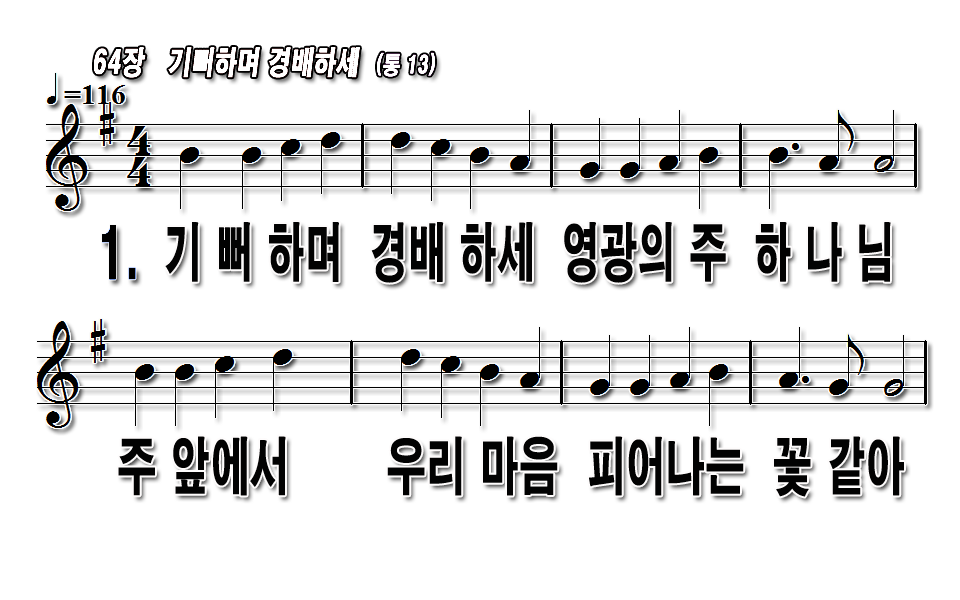 64장 기뻐하며 경배하세 (통 13)
♩=116
4
4
1. 기 뻐 하며 경배 하세 영광의 주 하 나 님
주 앞에서 우리 마음 피어나는 꽃 같아